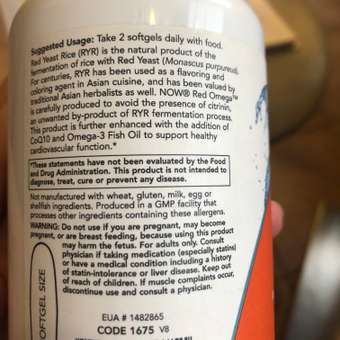 Suggested Usage: Take 2 softgels daily with food.
Red Yeast Rice (RYR) is the natural product of the
fermentation of rice with Red Yeast (Monascus purpureus).
For centuries, RYR has been used as a flavoring and
coloring agent in Asian cuisine, and has been valued by
traditional Asian herbalists as well. NOW® Red Omega™
is carefully produced to avoid the presence of citrinin,
an unwanted by-product of RYR fermentation process.
This product is further enhanced with the addition of
CoQ10 and Omega-3 Fish Oil to support healthy
cardiovascular function.*
*These statements have not been evaluated by the Food
and Drug Administration. This product is not intended to
diagnose, treat, cure or prevent any disease.
Not manufactured with wheat, gluten, milk, egg or
shellfish ingredients. Produced in a GMP facility that
processes other ingredients containing these allergens.
WARNING: Do not use if you are pregnant, may become
pregnant, or are breast feeding, because using this product
may harm the fetus. For adults only. Consult
physician if taking medication (especially statins)
or have a medical condition including a history
of statin-intolerance or liver disease. Keep out
of reach of children. If muscle complaints occur,
discontinue use and consult a physician.
SOFTGEL SIZE
EUA # 1482865
CODE 1675 V8